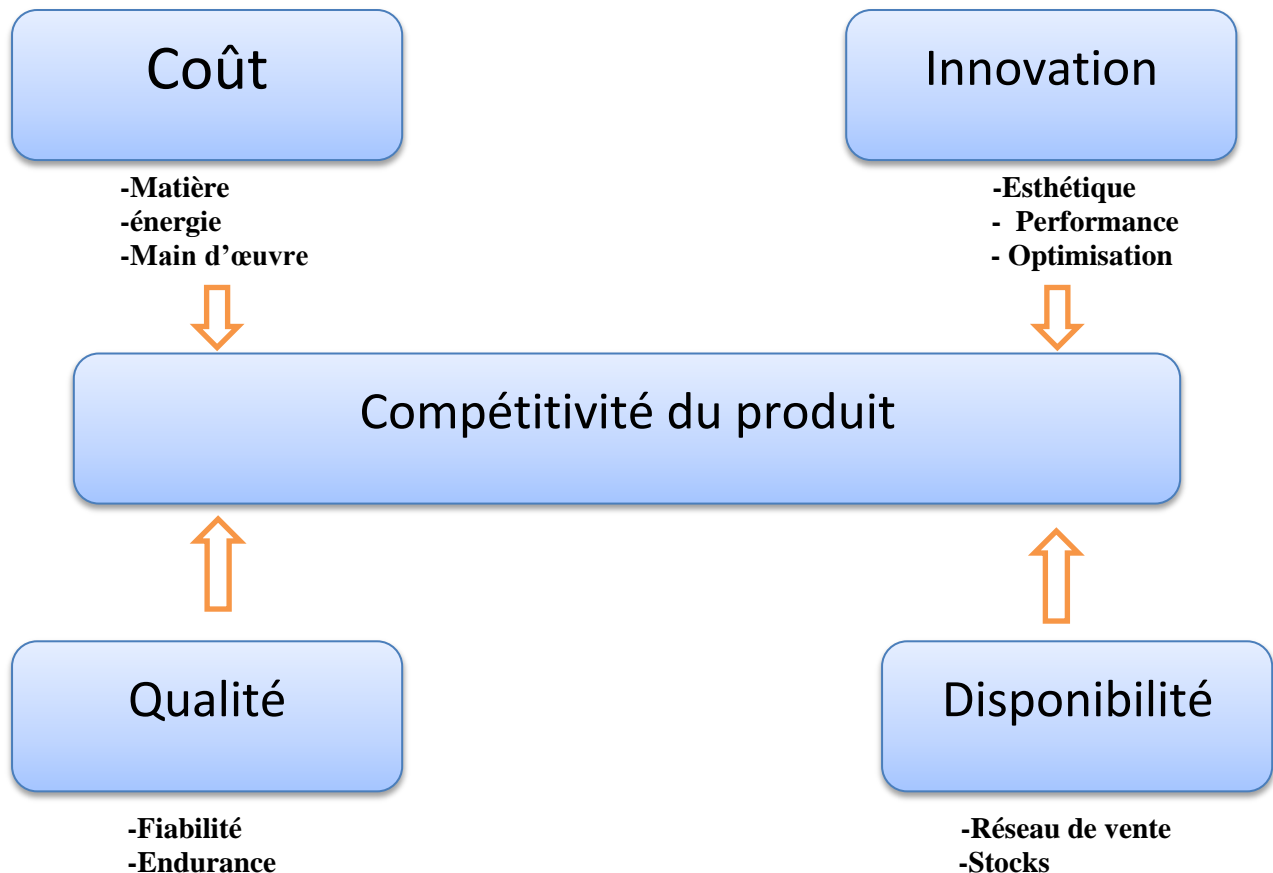 Coût
-Matière
-énergie
-Main d’œuvre
Innovation
-Esthétique
- Performance
- Optimisation
Compétitivité du produit
Qualité
-Fiabilité
-Endurance
Disponibilité
-Réseau de vente
-Stocks